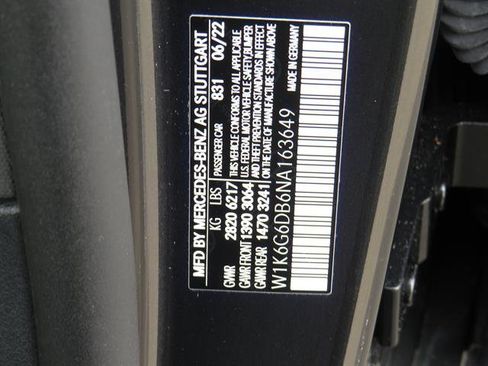 MFD BY MERCEDES-BENZ AG STUTTGART
PASSENGER CAR 831 06/22
KG LBS THIS VEHICLE CONFORMS TO ALL APPLICABLE
GVWR 2820 6217 U.S. FEDERAL MOTOR VEHICLE SAFETY/BUMPER
GAWR FRONT 1390 3064 AND THEFT PREVENTION STANDARDS IN EFFECT
GAWR REAR 1470 3241 ON THE DATE OF MANUFACTURE SHOWN ABOVE
MADE IN GERMANY
W1K6G6DB6NA163649